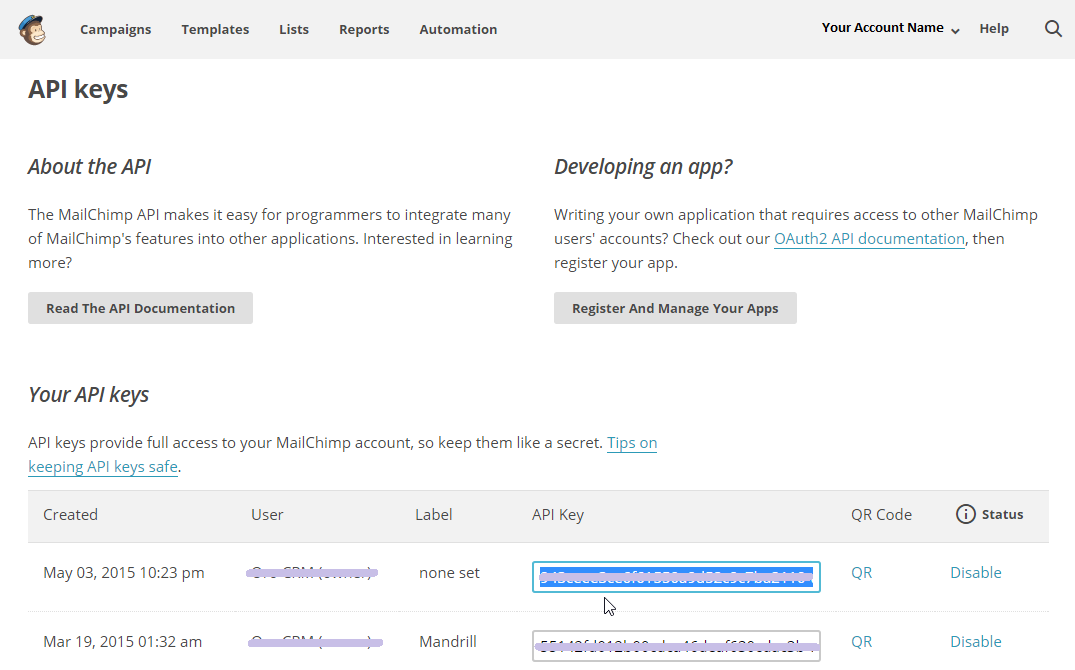 Campaigns Templates Lists Reports Automation Your Account Name Help
API keys
About the API
The MailChimp API makes it easy for programmers to integrate many
of MailChimp's features into other applications. Interested in learning
more?
Read The API Documentation
Developing an app?
Writing your own application that requires access to other MailChimp
users' accounts? Check out our OAuth2 API documentation, then
register your app.
Register And Manage Your Apps
Your API keys
API keys provide full access to your MailChimp account, so keep them like a secret. Tips on
keeping API keys safe.
Created User Label API Key QR Code Status
May 03, 2015 10:23 pm none set QR Disable
Mar 19, 2015 01:32 am Mandrill QR Disable